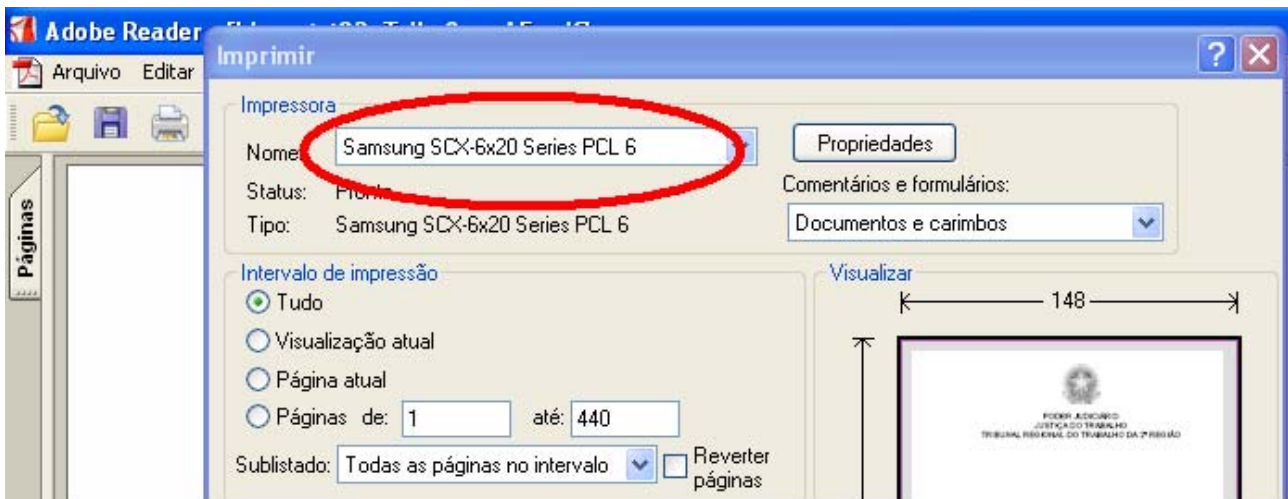 Adobe Reader
Arquivo Editar
Páginas
Imprimir
Impressora
Nome: Samsung SCX-6x20 Series PCL 6
Propriedades
Status: Pronto
Comentários e formulários:
Tipo: Samsung SCX-6x20 Series PCL 6
Documentos e carimbos
Intervalo de impressão
Tudo
Visualização atual
Página atual
Páginas de: 1 até: 440
Sublistado: Todas as páginas no intervalo
Reverter
páginas
Visualizar
148
PODER JUDICIÁRIO
JUSTIÇA DO TRABALHO
TRIBUNAL REGIONAL DO TRABALHO DA 2ª REGIÃO